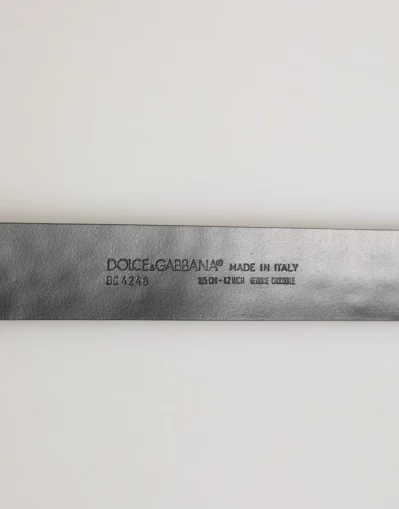 DOLCE&GABBANA® MADE IN ITALY
BC4248 105 CM - 42 INCH GENUINE CROCODILE